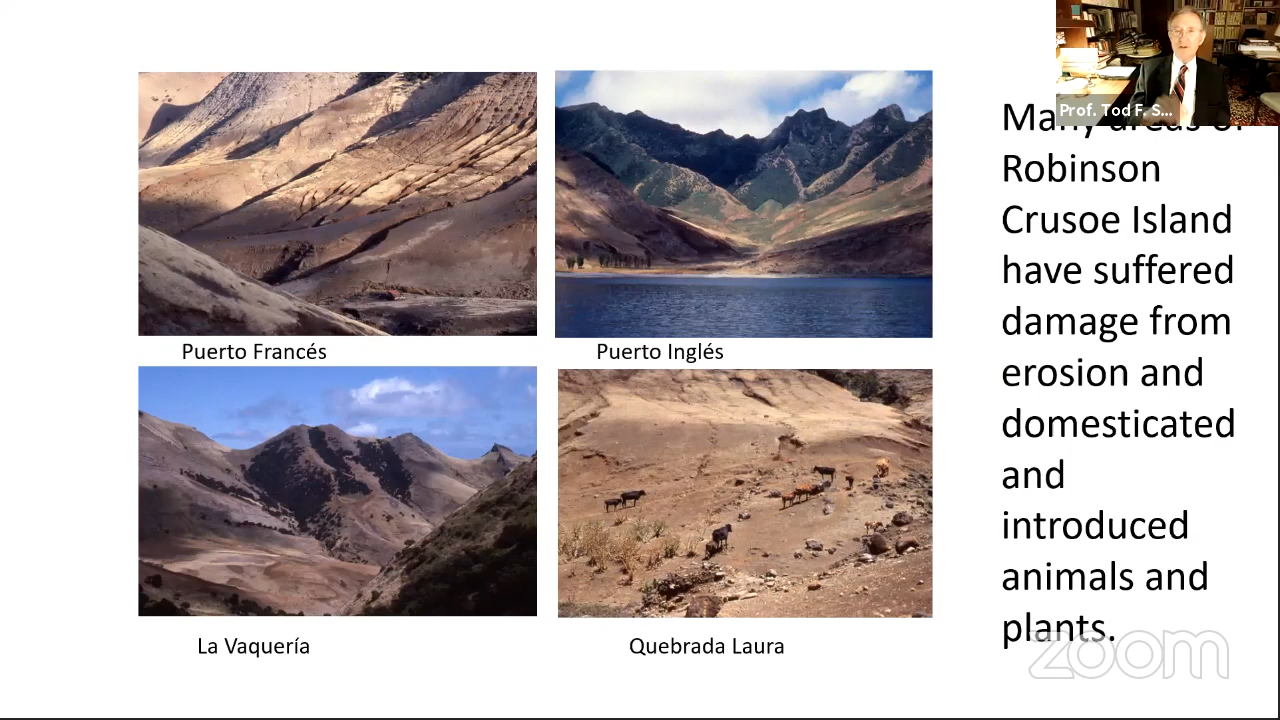 Prof. Tod F. S...
Many areas of
Robinson
Crusoe Island
have suffered
damage from
erosion and
domesticated
and
introduced
animals and
plants.
Puerto Francés
Puerto Inglés
La Vaquería
Quebrada Laura
zoom